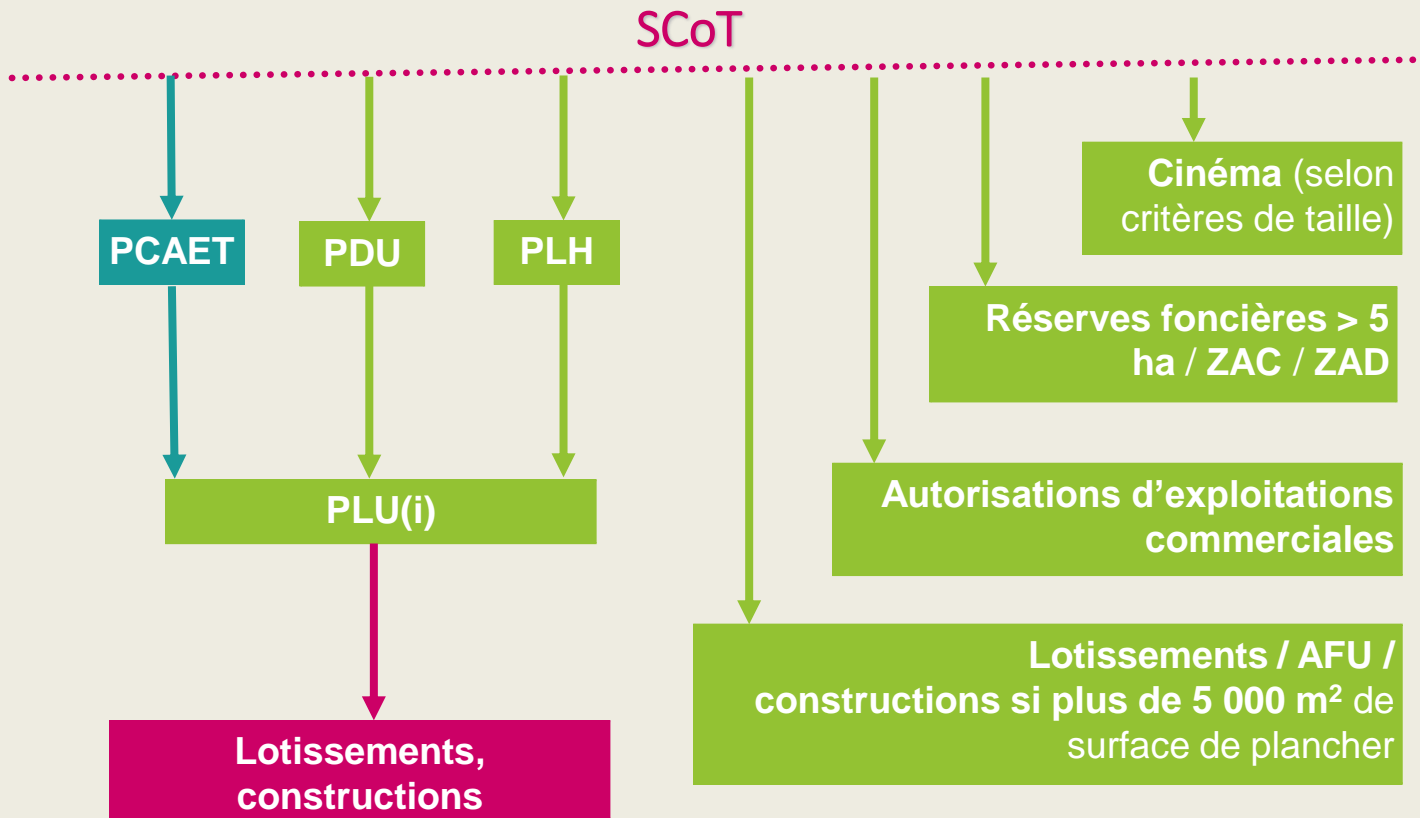 SCoT
PCAET
PDU
PLH
PLU(i)
Lotissements,
constructions
Cinéma (selon
critères de taille)
Réserves foncières > 5
ha / ZAC / ZAD
Autorisations d’exploitations
commerciales
Lotissements / AFU /
constructions si plus de 5 000 m² de
surface de plancher